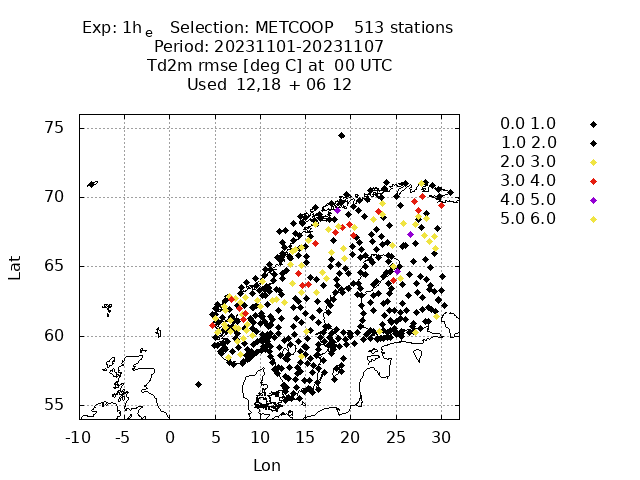 Exp: 1h e Selection: METCOOP 513 stations
Period: 20231101-20231107
Td2m rmse [deg C] at 00 UTC
Used 12,18 + 06 12
0.0 1.0
1.0 2.0
2.0 3.0
3.0 4.0
4.0 5.0
5.0 6.0
75
70
65
60
55
Lat
-10 -5 0 5 10 15 20 25 30
Lon